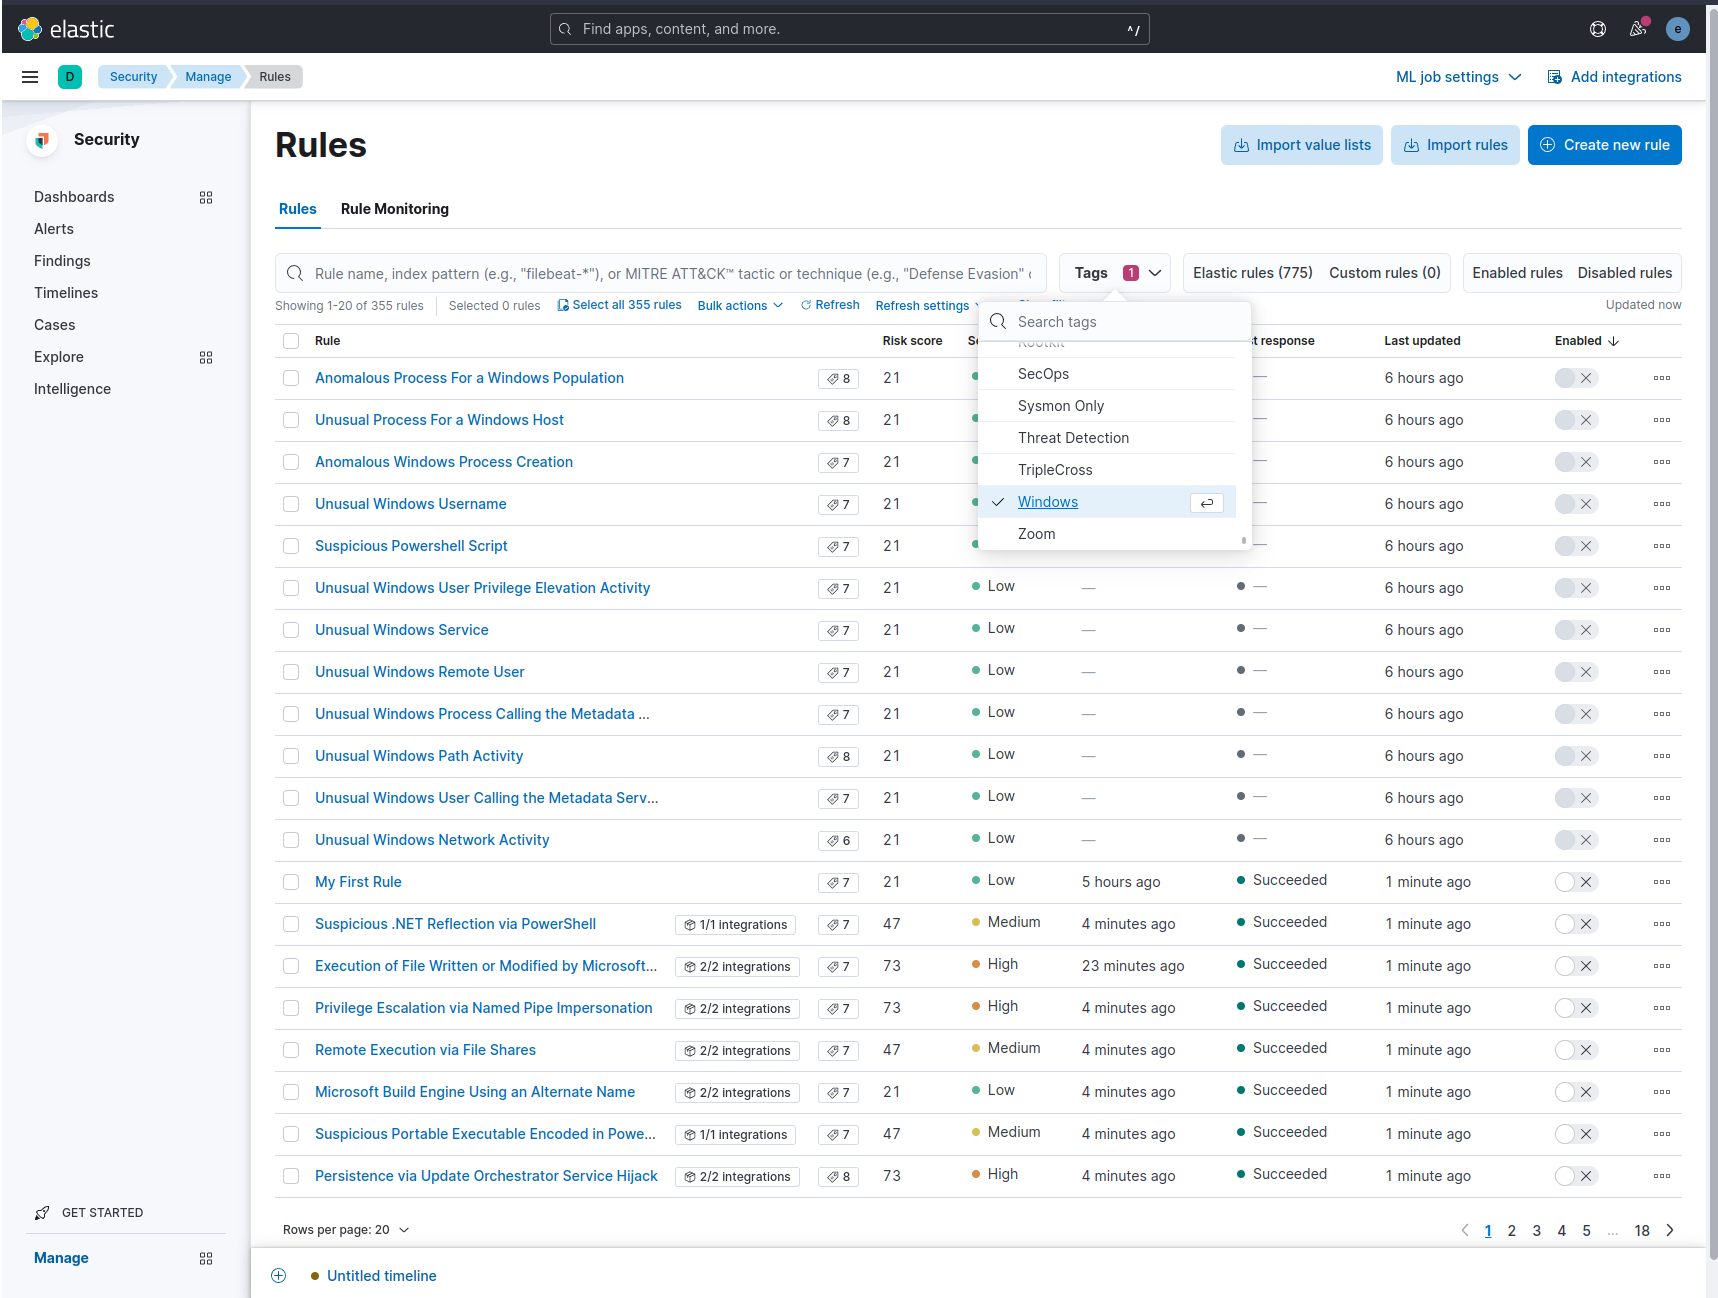 elastic
Find apps, content, and more.
^/
e
D
Security
Manage
Rules
ML job settings
Add integrations
Security
Dashboards
Alerts
Findings
Timelines
Cases
Explore
Intelligence
GET STARTED
Manage
Rules
Import value lists
Import rules
Create new rule
Rules
Rule Monitoring
Rule name, index pattern (e.g., "filebeat-*"), or MITRE ATT&CK™ tactic or technique (e.g., "Defense Evasion"
Tags 1
Elastic rules (775) Custom rules (0)
Enabled rules Disabled rules
Showing 1-20 of 355 rules Selected 0 rules Select all 355 rules Bulk actions Refresh Refresh settings Updated now
Search tags
Rootkit
SecOps
Sysmon Only
Threat Detection
TripleCross
Windows
Zoom
Rule Risk score response Last updated Enabled
Anomalous Process For a Windows Population 8 21 — 6 hours ago
Unusual Process For a Windows Host 8 21 — 6 hours ago
Anomalous Windows Process Creation 7 21 — 6 hours ago
Unusual Windows Username 7 21 — 6 hours ago
Suspicious Powershell Script 7 21 — 6 hours ago
Unusual Windows User Privilege Elevation Activity 7 21 Low — — 6 hours ago
Unusual Windows Service 7 21 Low — — 6 hours ago
Unusual Windows Remote User 7 21 Low — — 6 hours ago
Unusual Windows Process Calling the Metadata ... 7 21 Low — — 6 hours ago
Unusual Windows Path Activity 8 21 Low — — 6 hours ago
Unusual Windows User Calling the Metadata Serv... 7 21 Low — — 6 hours ago
Unusual Windows Network Activity 6 21 Low — — 6 hours ago
My First Rule 7 21 Low 5 hours ago Succeeded 1 minute ago
Suspicious .NET Reflection via PowerShell 1/1 integrations 7 47 Medium 4 minutes ago Succeeded 1 minute ago
Execution of File Written or Modified by Microsoft... 2/2 integrations 7 73 High 23 minutes ago Succeeded 1 minute ago
Privilege Escalation via Named Pipe Impersonation 2/2 integrations 7 73 High 4 minutes ago Succeeded 1 minute ago
Remote Execution via File Shares 2/2 integrations 7 47 Medium 4 minutes ago Succeeded 1 minute ago
Microsoft Build Engine Using an Alternate Name 2/2 integrations 7 21 Low 4 minutes ago Succeeded 1 minute ago
Suspicious Portable Executable Encoded in Powe... 1/1 integrations 7 47 Medium 4 minutes ago Succeeded 1 minute ago
Persistence via Update Orchestrator Service Hijack 2/2 integrations 8 73 High 4 minutes ago Succeeded 1 minute ago
Rows per page: 20
1 2 3 4 5 ... 18
Untitled timeline